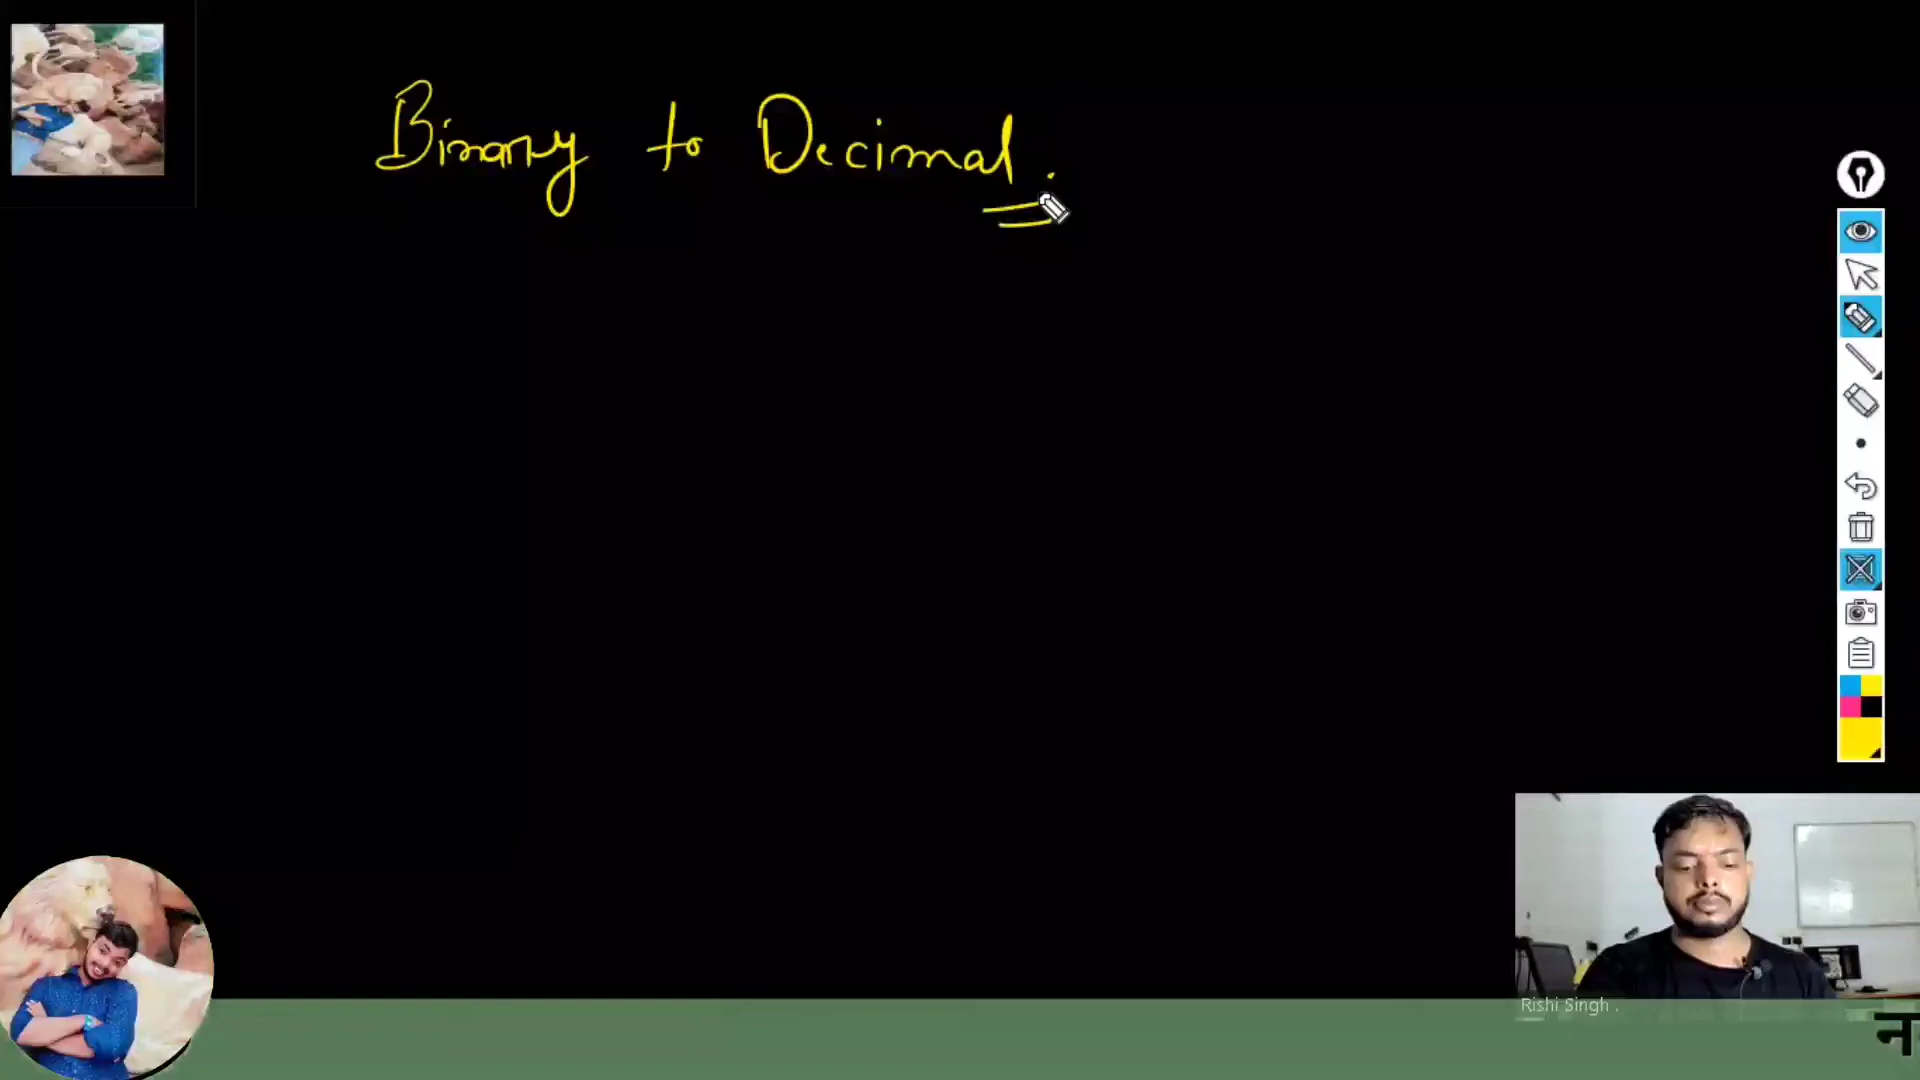 Binary to Decimal.
Rishi Singh .
न